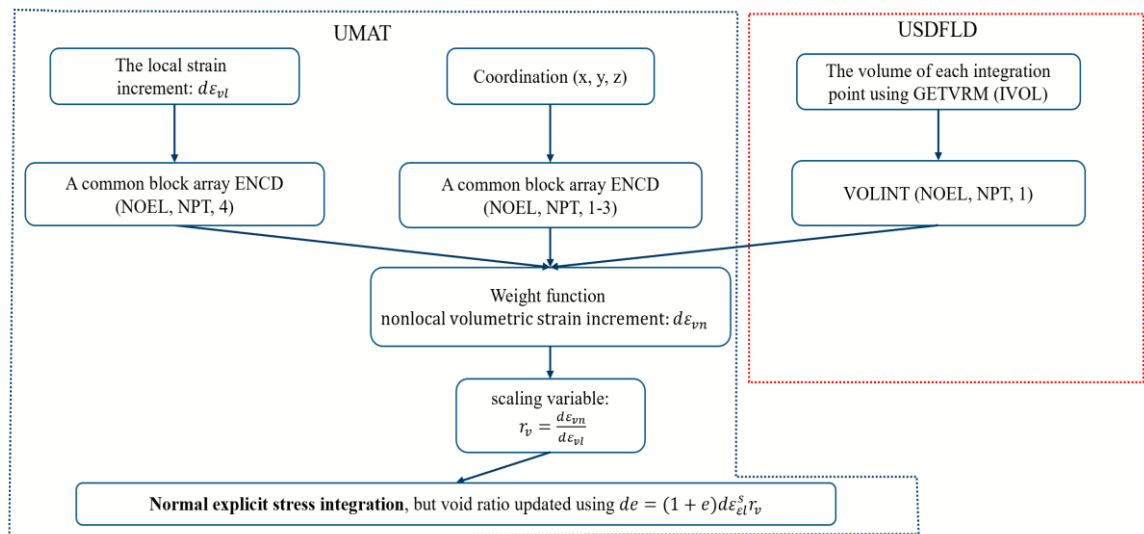 UMAT
The local strain
increment: dε_vl
Coordination (x, y, z)
A common block array ENCD
(NOEL, NPT, 4)
A common block array ENCD
(NOEL, NPT, 1-3)
USDFLD
The volume of each integration
point using GETVRM (IVOL)
VOLINT (NOEL, NPT, 1)
Weight function
nonlocal volumetric strain increment: dε_vn
scaling variable:
r_v = dε_vn/dε_vl
Normal explicit stress integration, but void ratio updated using de = (1 + e)dε^s_εl r_v